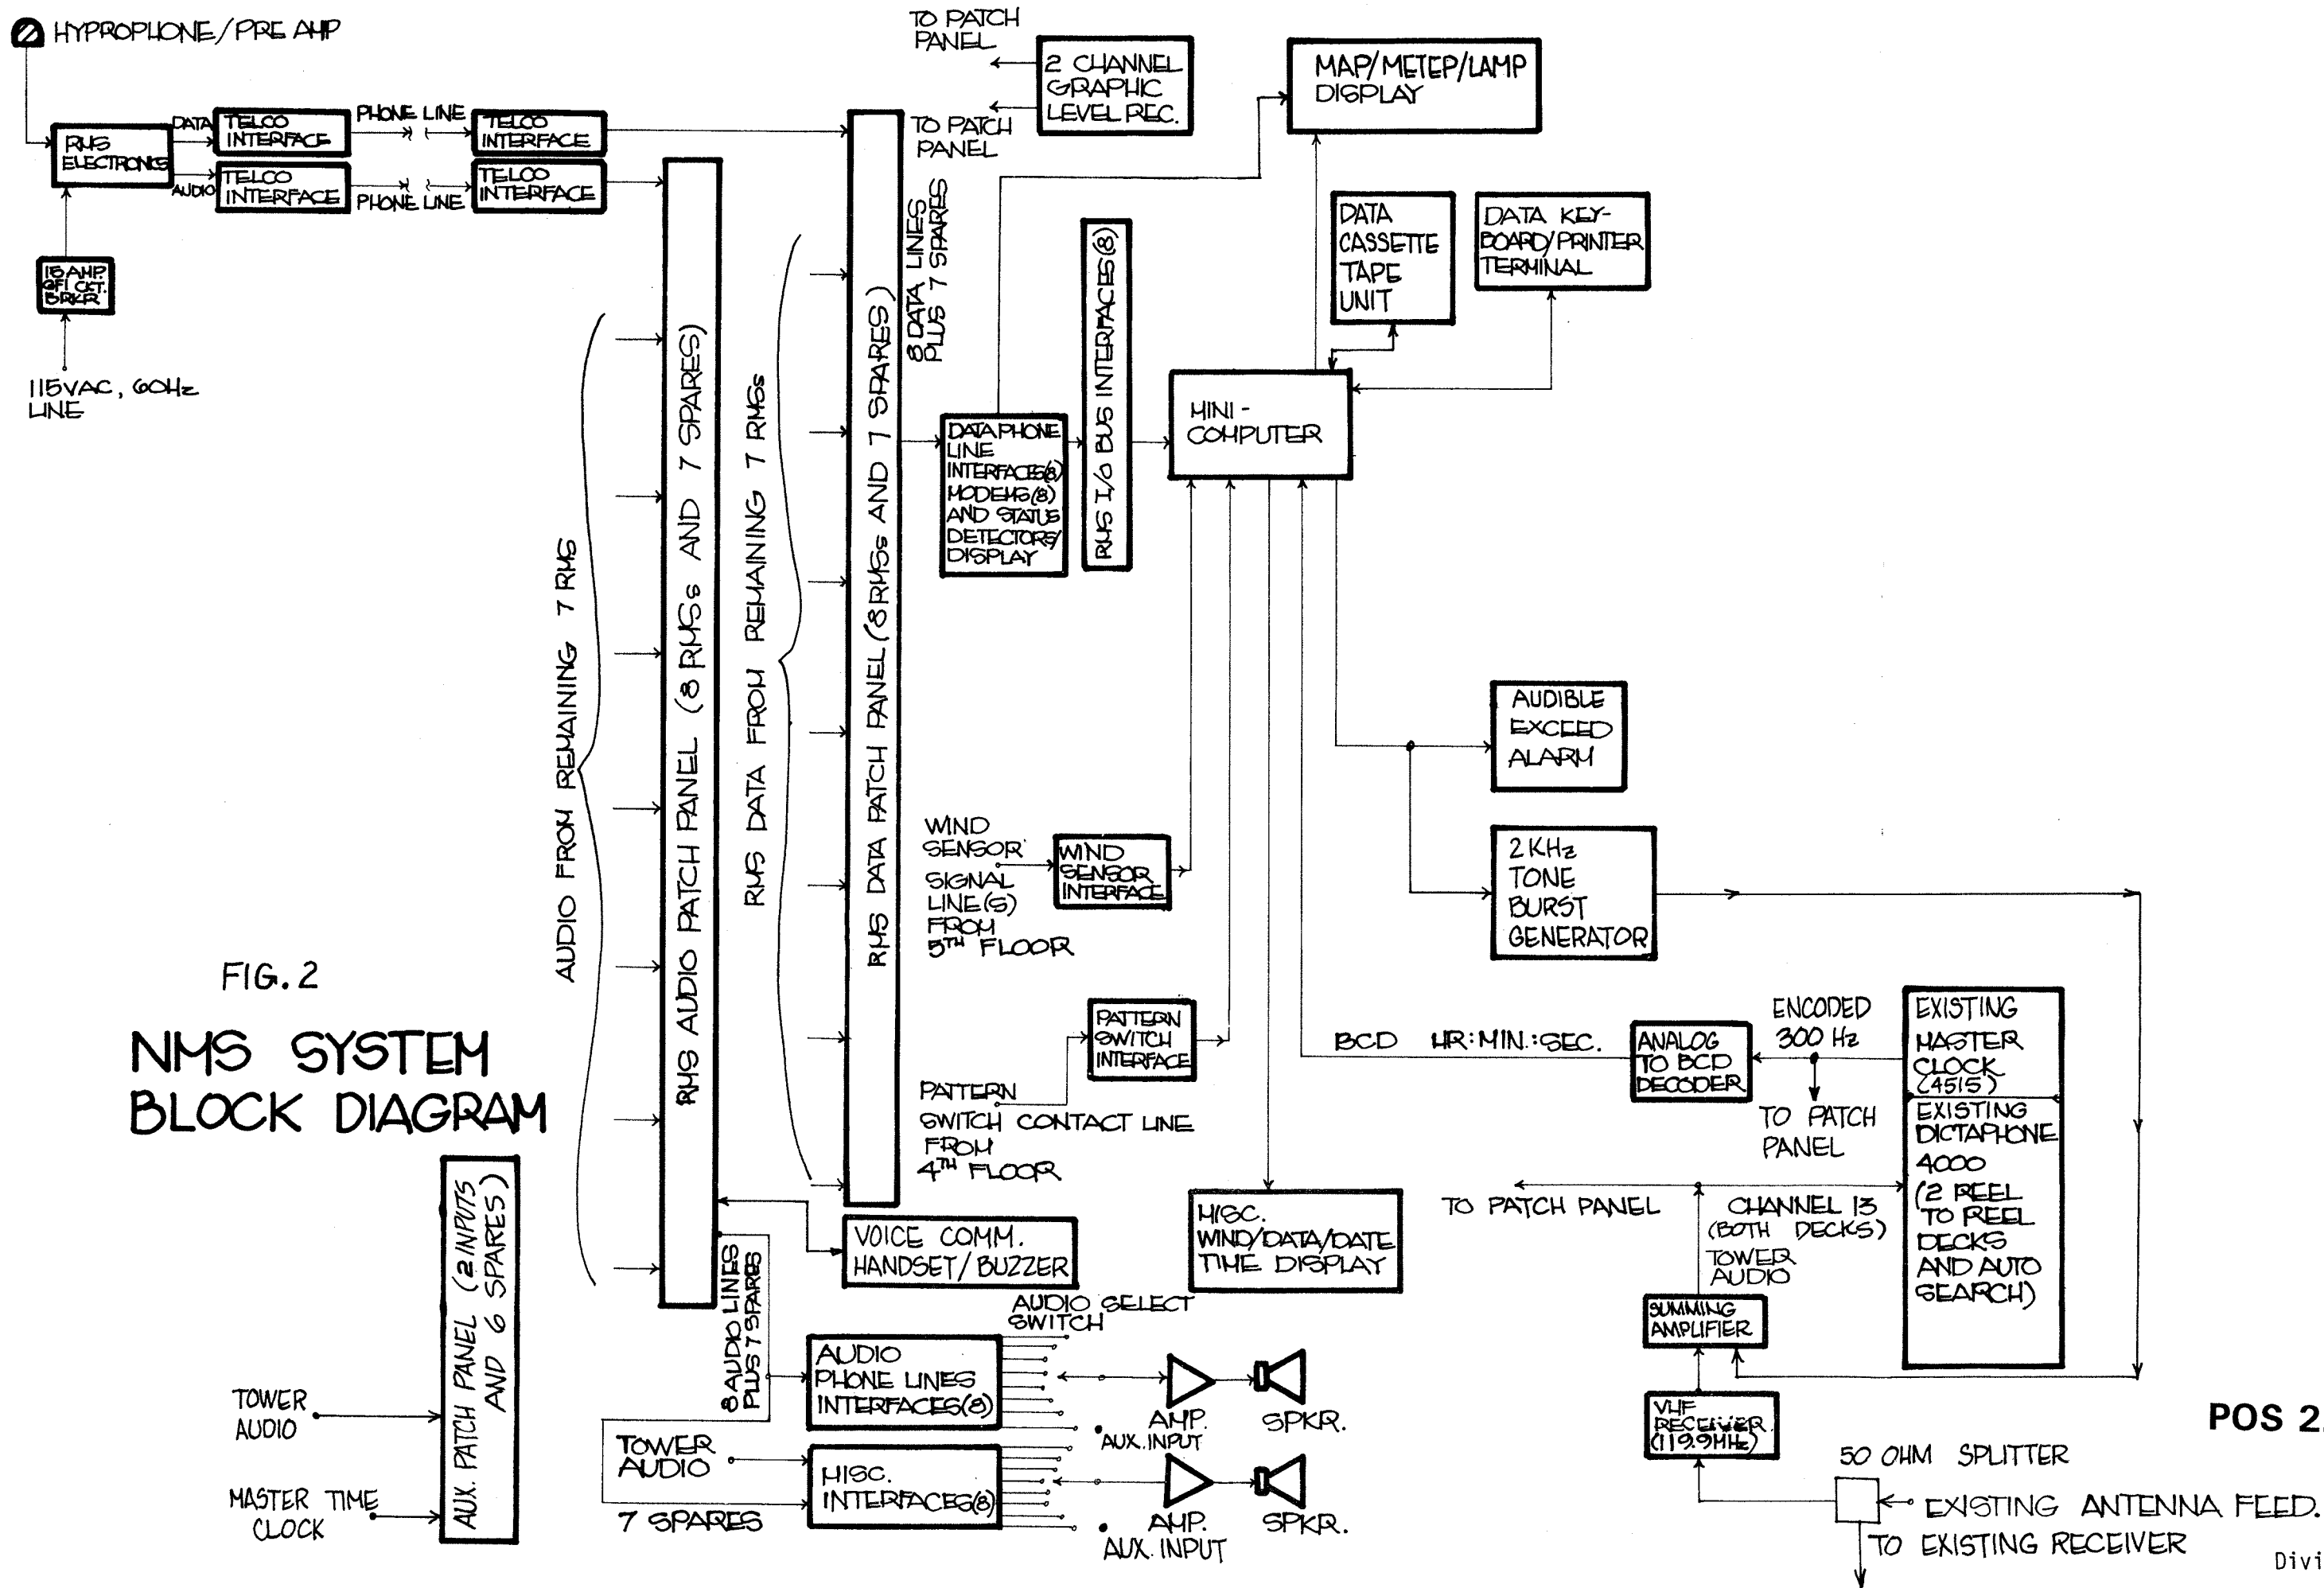 HYPROPHONE/PRE AMP
RMS
ELECTRONICS
DATA
AUDIO
TELCO
INTERFACE
TELCO
INTERFACE
PHONE LINE
PHONE LINE
TELCO
INTERFACE
TELCO
INTERFACE
15 AMP.
GFI CKT.
BRKR
115VAC, 60Hz
LINE
AUDIO FROM REMAINING 7 RMS
RMS AUDIO PATCH PANEL (8 RMSs AND 7 SPARES)
RMS DATA FROM REMAINING 7 RMSs
RMS DATA PATCH PANEL (8RMSs AND 7 SPARES)
8 DATA LINES
PLUS 7 SPARES
TO PATCH
PANEL
TO PATCH
PANEL
2 CHANNEL
GRAPHIC
LEVEL REC.
MAP/METEP/LAMP
DISPLAY
DATA
CASSETTE
TAPE
UNIT
DATA KEY-
BOARD/PRINTER
TERMINAL
DATA PHONE
LINE
INTERFACES(8)
MODEMS(8)
AND STATUS
DETECTORS/
DISPLAY
RMS I/O BUS INTERFACES(8)
MINI-
COMPUTER
AUDIBLE
EXCEED
ALARM
2KHz
TONE
BURST
GENERATOR
WIND
SENSOR
SIGNAL
LINE(S)
FROM
5TH FLOOR
WIND
SENSOR
INTERFACE
PATTERN
SWITCH
INTERFACE
PATTERN
SWITCH CONTACT LINE
FROM
4TH FLOOR
BCD HR:MIN.:SEC.
ANALOG
TO BCD
DECODER
ENCODED
300 Hz
TO PATCH
PANEL
EXISTING
MASTER
CLOCK
(4515)
EXISTING
DICTAPHONE
4000
(2 REEL
TO REEL
DECKS
AND AUTO
SEARCH)
TO PATCH PANEL
CHANNEL 13
(BOTH DECKS)
TOWER
AUDIO
SUMMING
AMPLIFIER
VHF
RECEIVER
(119.9MHz)
50 OHM SPLITTER
EXISTING ANTENNA FEED.
TO EXISTING RECEIVER
MISC.
WIND/DATA/DATE
TIME DISPLAY
VOICE COMM.
HANDSET/BUZZER
8 AUDIO LINES
PLUS 7 SPARES
AUDIO SELECT
SWITCH
AUDIO
PHONE LINES
INTERFACES(8)
AMP.
AUX. INPUT
SPKR.
TOWER
AUDIO
MISC.
INTERFACES(8)
7 SPARES
AMP.
AUX. INPUT
SPKR.
FIG. 2
NMS SYSTEM
BLOCK DIAGRAM
AUX. PATCH PANEL (2 INPUTS
AND 6 SPARES)
TOWER
AUDIO
MASTER TIME
CLOCK
POS 2
Divi